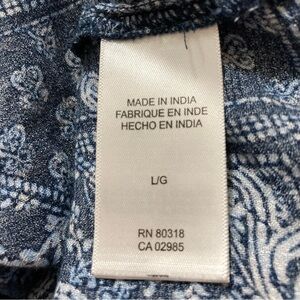 MADE IN INDIA
FABRIQUE EN INDE
HECHO EN INDIA
L/G
RN 80318
CA 02985